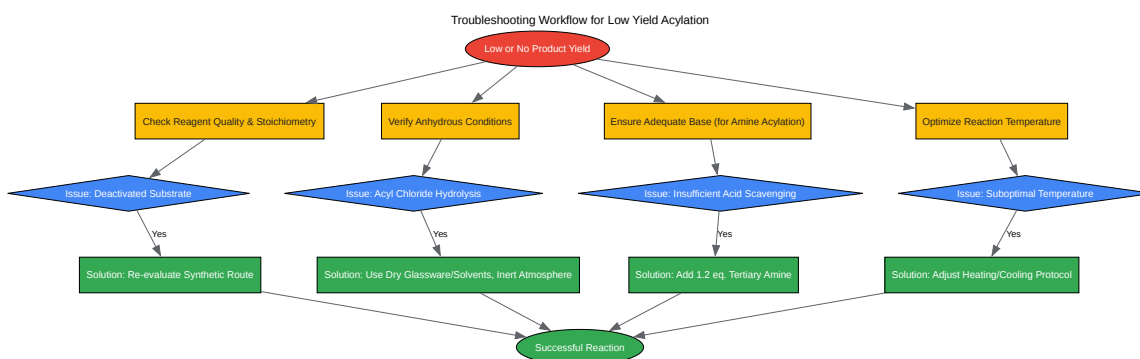 Troubleshooting Workflow for Low Yield Acylation
Low or No Product Yield
Check Reagent Quality & Stoichiometry
Verify Anhydrous Conditions
Ensure Adequate Base (for Amine Acylation)
Optimize Reaction Temperature
Issue: Deactivated Substrate
Issue: Acyl Chloride Hydrolysis
Issue: Insufficient Acid Scavenging
Issue: Suboptimal Temperature
Yes
Yes
Yes
Yes
Solution: Re-evaluate Synthetic Route
Solution: Use Dry Glassware/Solvents, Inert Atmosphere
Solution: Add 1.2 eq. Tertiary Amine
Solution: Adjust Heating/Cooling Protocol
Successful Reaction